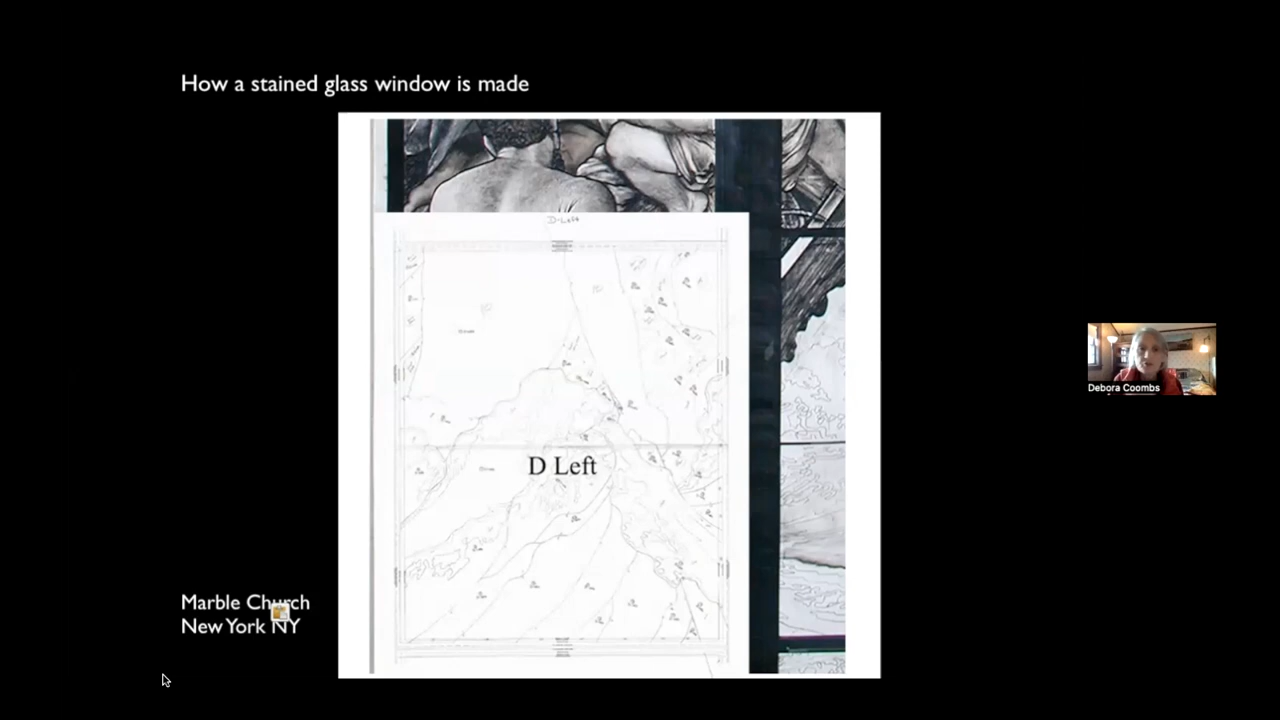 How a stained glass window is made
D-Left
D Left
Debora Coombs
Marble Church
New York NY